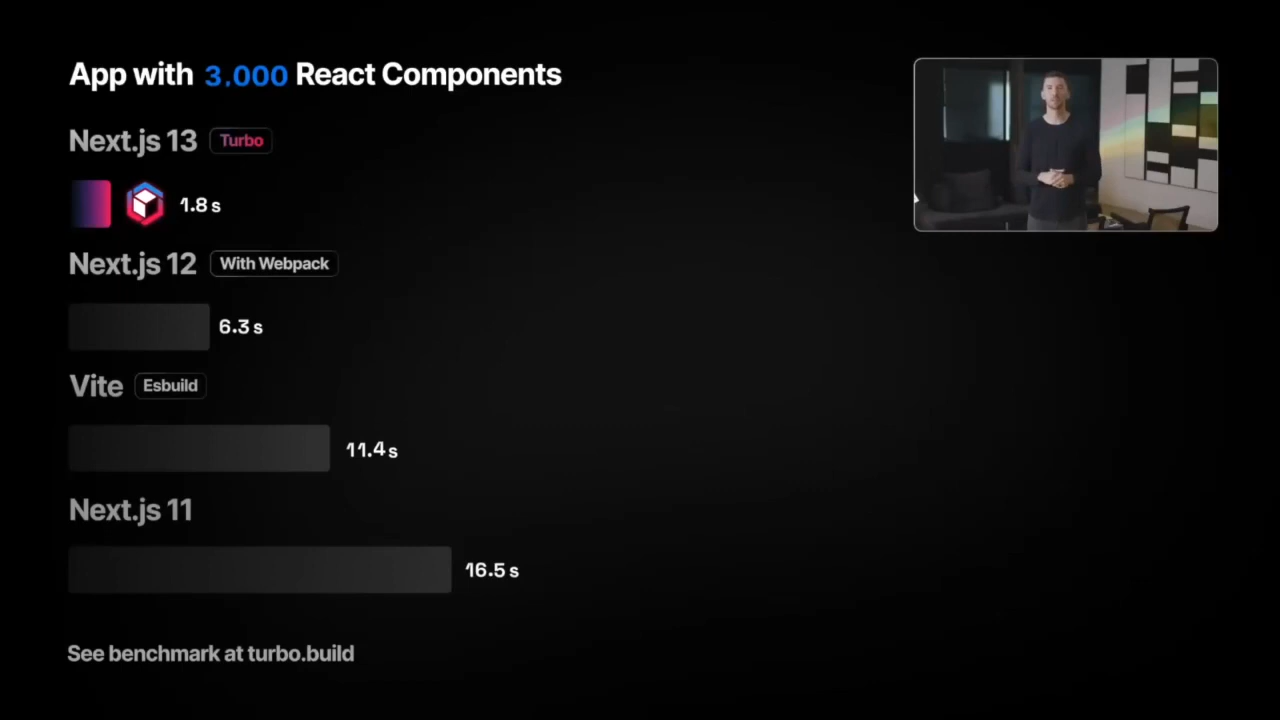 App with 3.000 React Components
Next.js 13 Turbo
1.8 s
Next.js 12 With Webpack
6.3 s
Vite Esbuild
11.4 s
Next.js 11
16.5 s
See benchmark at turbo.build